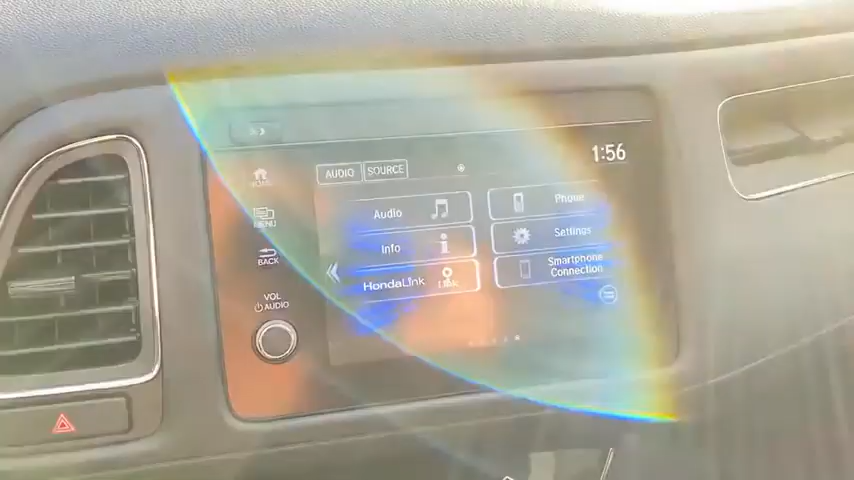 1:56
AUDIO SOURCE
HOME
Audio
Phone
MENU
Info
Settings
BACK
HondaLink
Link
Smartphone
Connection
VOL
AUDIO